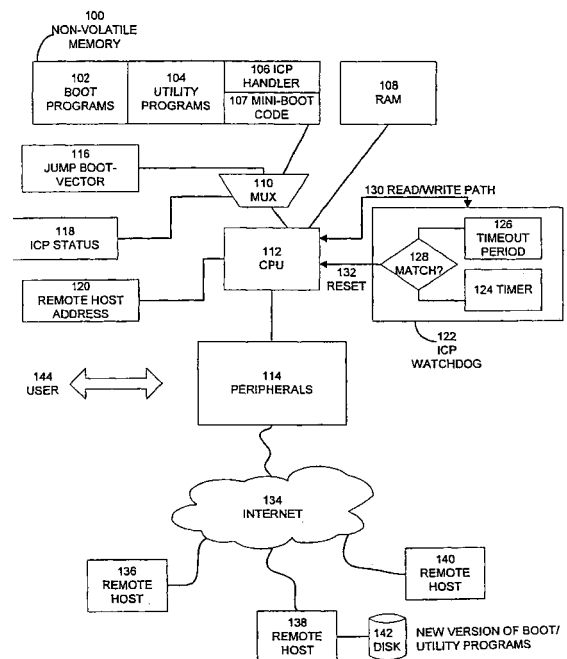 100
NON-VOLATILE
MEMORY
102
BOOT
PROGRAMS
104
UTILITY
PROGRAMS
106 ICP
HANDLER
107 MINI-BOOT
CODE
108
RAM
116
JUMP BOOT-
VECTOR
110
MUX
130 READ/WRITE PATH
118
ICP STATUS
112
CPU
126
TIMEOUT
PERIOD
128
MATCH?
132
RESET
124 TIMER
120
REMOTE HOST
ADDRESS
122
ICP
WATCHDOG
144
USER
114
PERIPHERALS
134
INTERNET
136
REMOTE
HOST
140
REMOTE
HOST
138
REMOTE
HOST
142
DISK
NEW VERSION OF BOOT/
UTILITY PROGRAMS